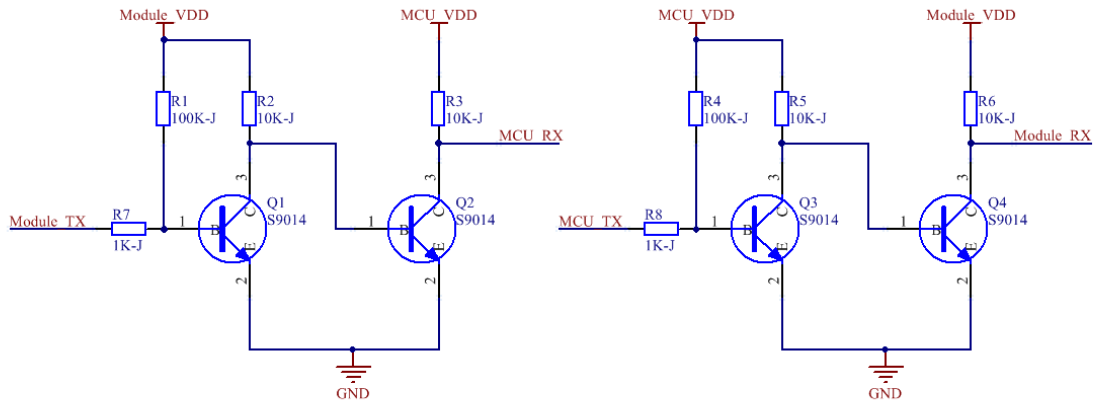 Module_VDD
MCU_VDD
MCU_VDD
Module_VDD
R1
100K-J
R2
10K-J
R3
10K-J
R4
100K-J
R5
10K-J
R6
10K-J
MCU_RX
Module_RX
3
3
3
3
Module_TX
R7
1K-J
1
B
C
E
Q1
S9014
1
B
C
E
Q2
S9014
MCU_TX
R8
1K-J
1
B
C
E
Q3
S9014
1
B
C
E
Q4
S9014
2
2
2
2
GND
GND